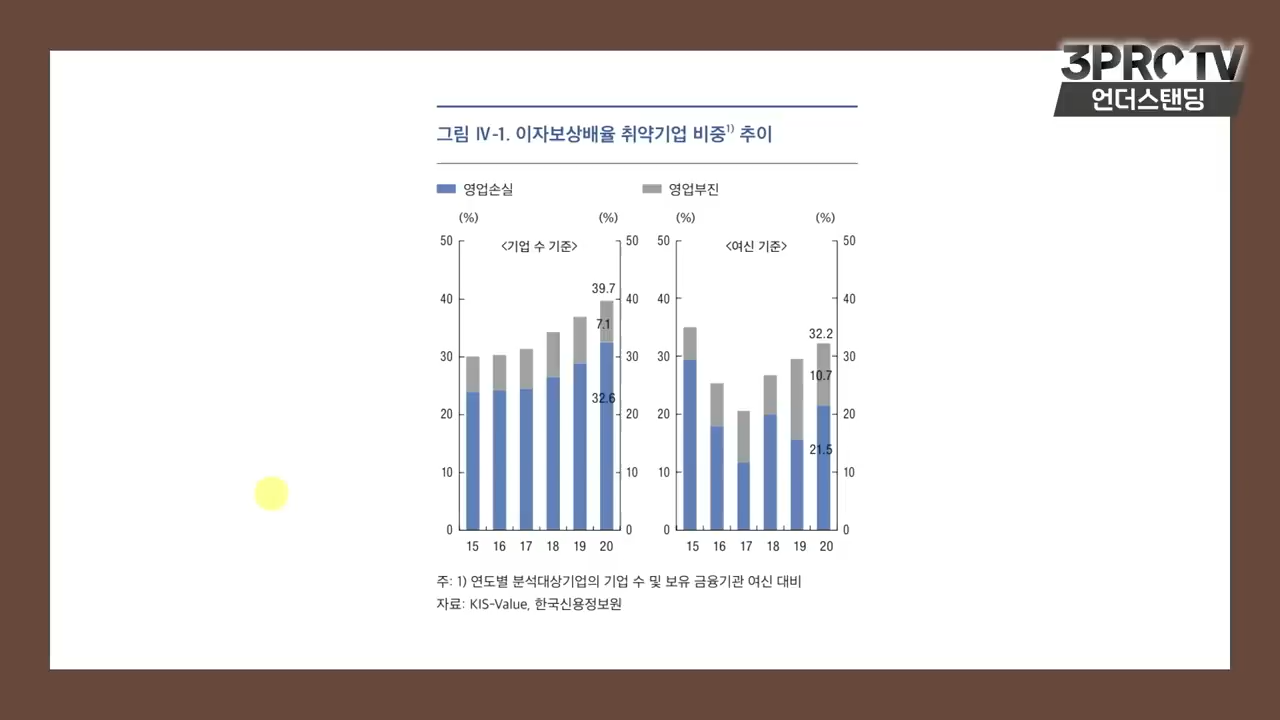 3PROTV
언더스탠딩
그림 Ⅳ-1. 이자보상배율 취약기업 비중1) 추이
영업손실 영업부진
(%) (%) (%) (%)
<기업 수 기준> <여신 기준>
50 50 50 50
40 40 40 40
30 30 30 30
20 20 20 20
10 10 10 10
0 0 0 0
39.7
7.1
32.6
32.2
10.7
21.5
15 16 17 18 19 20 15 16 17 18 19 20
주: 1) 연도별 분석대상기업의 기업 수 및 보유 금융기관 여신 대비
자료: KIS-Value, 한국신용정보원